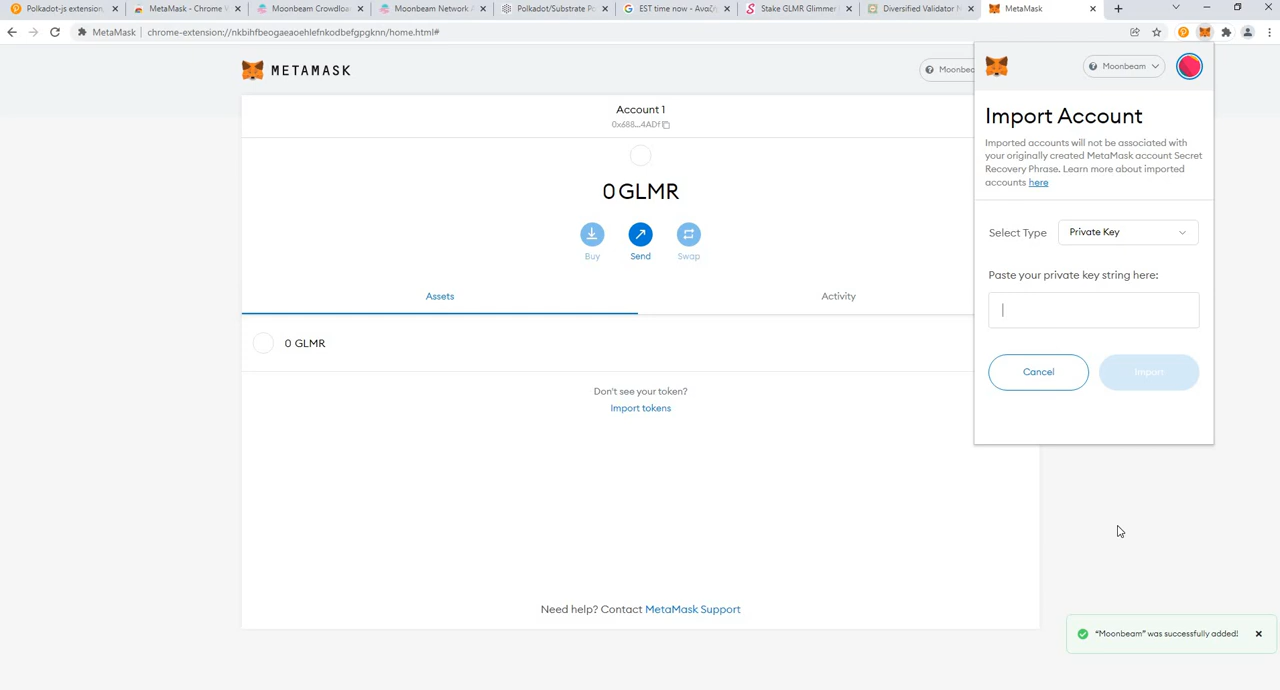 Polkadot-js extension
MetaMask - Chrome
Moonbeam Crowdloa
Moonbeam Network
Polkadot/Substrate Po
EST time now - Αναζή
Stake GLMR Glimmer
Diversified Validator
MetaMask
MetaMask
chrome-extension://nkbihfbeogaeaoehlefnkodbefgpgknn/home.html#
METAMASK
Moonbea
Account 1
0x688...4ADf
0 GLMR
Buy
Send
Swap
Assets
Activity
0 GLMR
Don't see your token?
Import tokens
Need help? Contact MetaMask Support
Moonbeam
Import Account
Imported accounts will not be associated with
your originally created MetaMask account Secret
Recovery Phrase. Learn more about imported
accounts here
Select Type
Private Key
Paste your private key string here:
Cancel
Import
“Moonbeam” was successfully added!